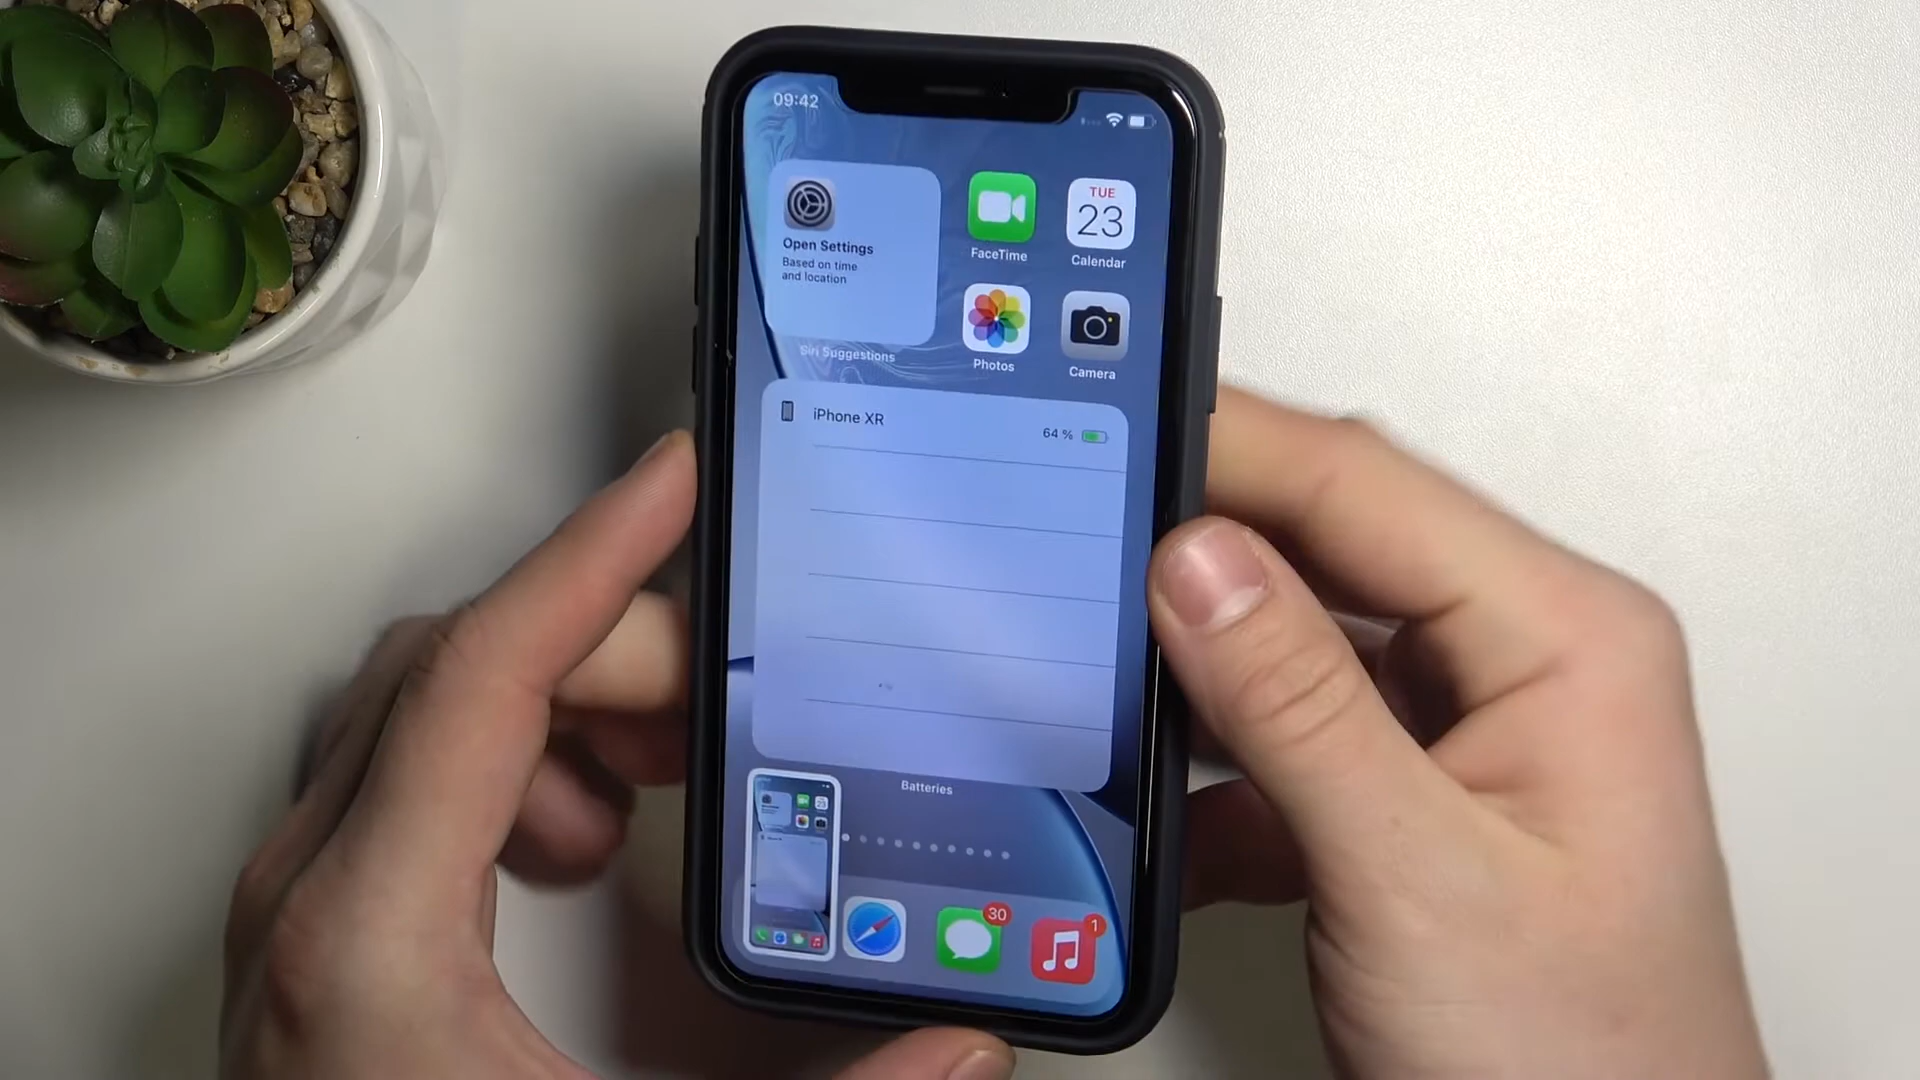 09:42
Open Settings
Based on time
and location
Siri Suggestions
FaceTime
TUE
23
Calendar
Photos
Camera
iPhone XR
64 %
Batteries
30
1